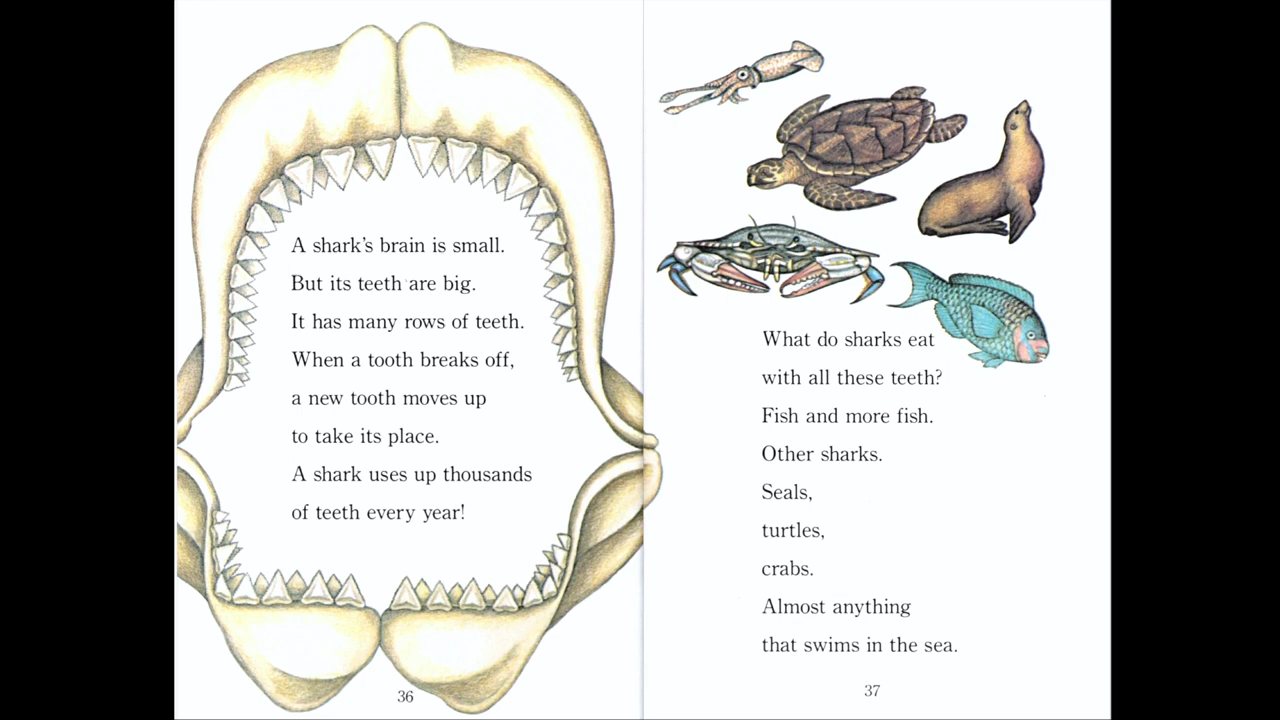 A shark's brain is small.
But its teeth are big.
It has many rows of teeth.
When a tooth breaks off,
a new tooth moves up
to take its place.
A shark uses up thousands
of teeth every year!
36
What do sharks eat
with all these teeth?
Fish and more fish.
Other sharks.
Seals,
turtles,
crabs.
Almost anything
that swims in the sea.
37